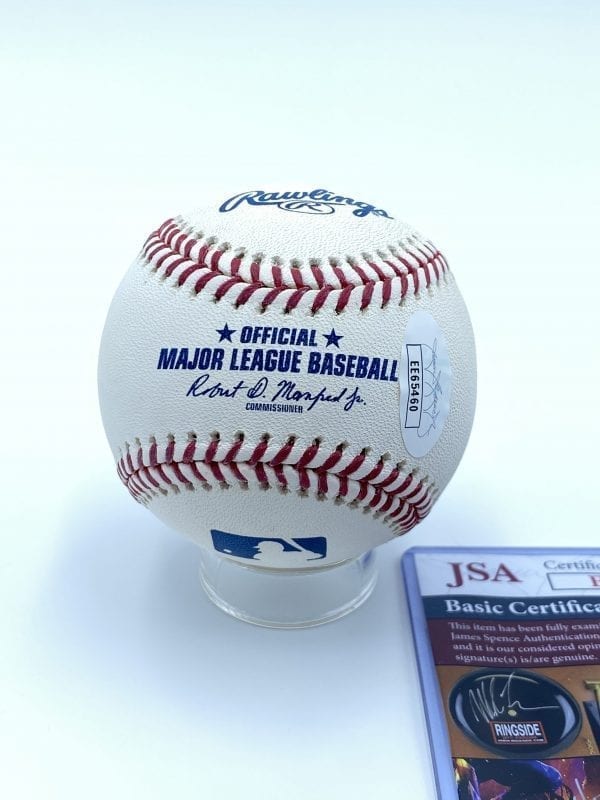 Rawlings
R
★ OFFICIAL ★
MAJOR LEAGUE BASEBALL
Robert D. Manfred Jr.
COMMISSIONER
EE65460
JSA
Basic Certifica
This item has been fully exam
James Spence Authentication
and it is our considered opin
signature(s) is/are genuine.
RINGSIDE